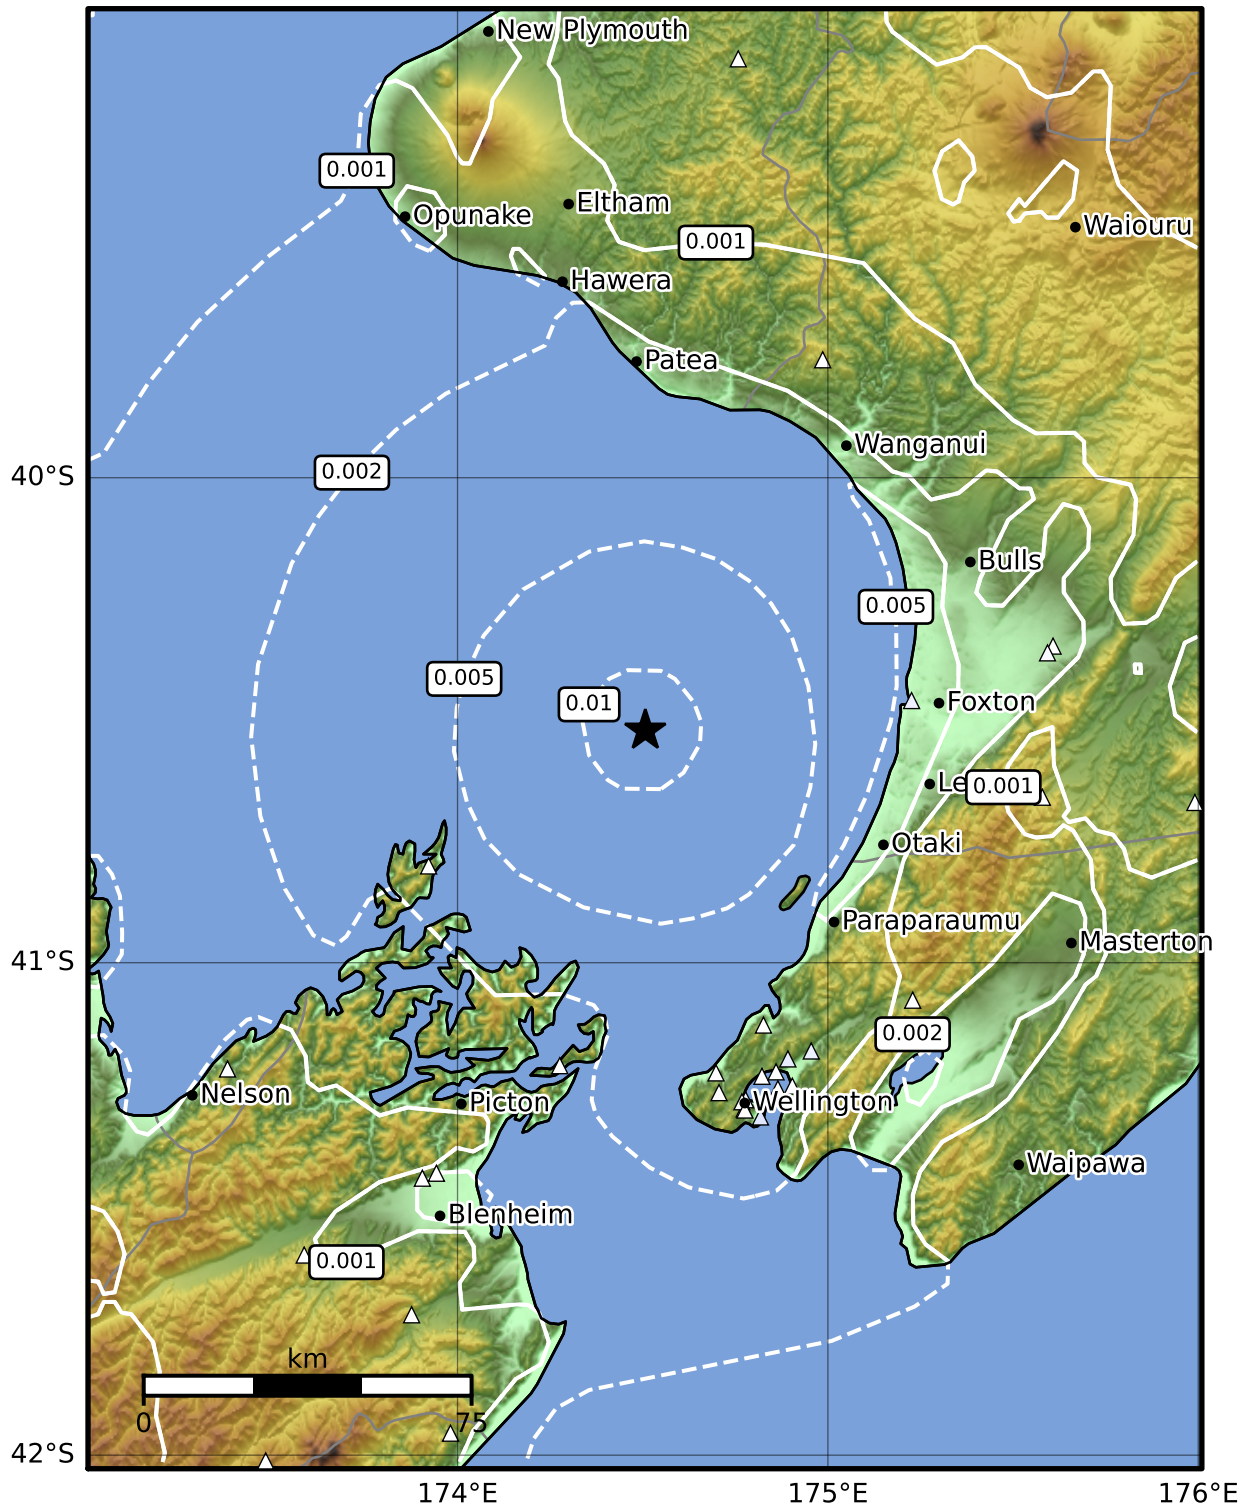 New Plymouth
0.001
Opunake
Eltham
0.001
Waiouru
Hawera
Patea
Wanganui
40°S
0.002
Bulls
0.005
0.005
0.01
Foxton
Le
0.001
Otaki
Paraparaumu
Masterton
41°S
0.002
Nelson
Picton
Wellington
Waipawa
Blenheim
0.001
km
0
75
42°S
174°E
175°E
176°E